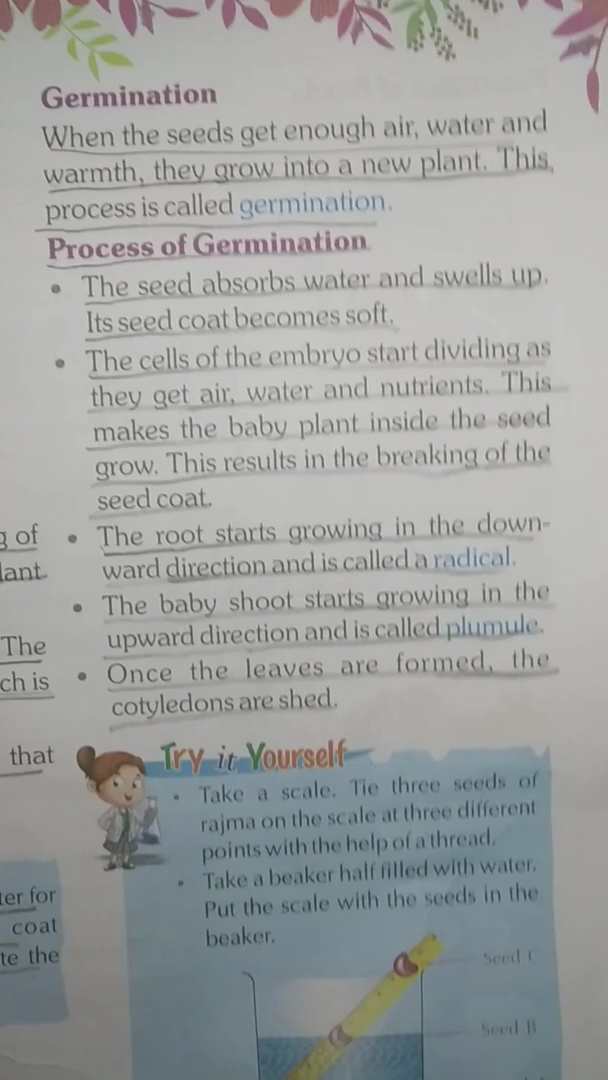 Germination
When the seeds get enough air, water and
warmth, they grow into a new plant. This
process is called germination.
Process of Germination
• The seed absorbs water and swells up.
Its seed coat becomes soft.
• The cells of the embryo start dividing as
they get air, water and nutrients. This
makes the baby plant inside the seed
grow. This results in the breaking of the
seed coat.
• The root starts growing in the down-
ward direction and is called a radical.
• The baby shoot starts growing in the
upward direction and is called plumule.
• Once the leaves are formed, the
cotyledons are shed.
of
The
ch is
that
ter for
coat
te the
Try it Yourself
• Take a scale. Tie three seeds of
rajma on the scale at three different
points with the help of a thread.
• Take a beaker half filled with water.
Put the scale with the seeds in the
beaker.
Seed C
Seed B